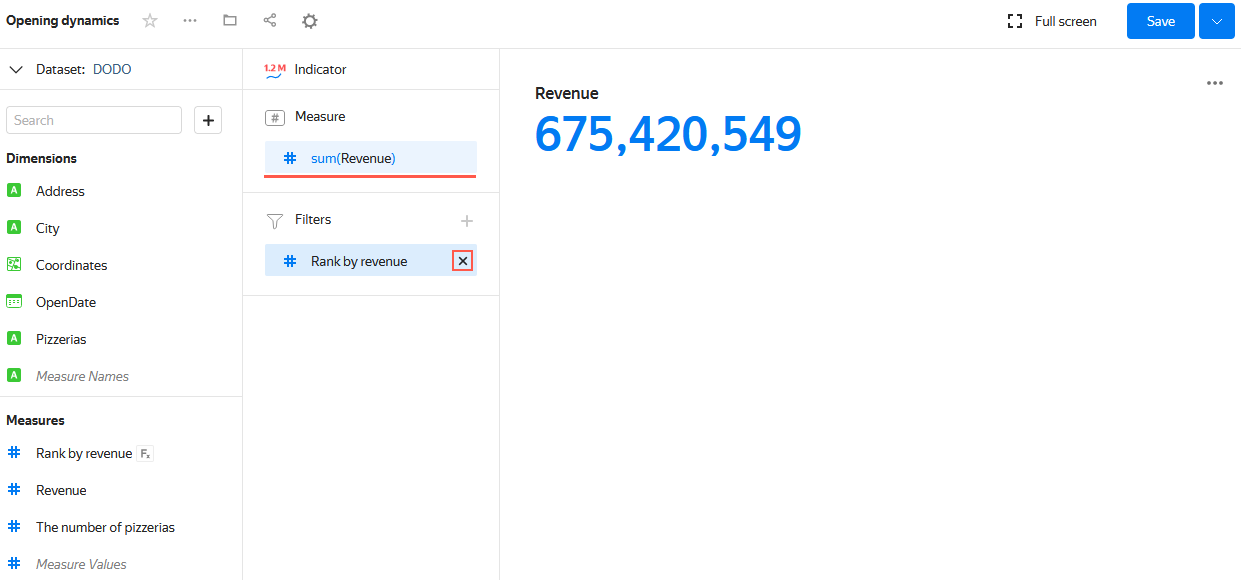 Opening dynamics
Full screen
Save
Dataset: DODO
Search
Dimensions
A Address
A City
Coordinates
OpenDate
A Pizzerias
A Measure Names
Measures
# Rank by revenue Fx
# Revenue
# The number of pizzerias
# Measure Values
1.2M Indicator
# Measure
# sum(Revenue)
Filters
# Rank by revenue
Revenue
675,420,549